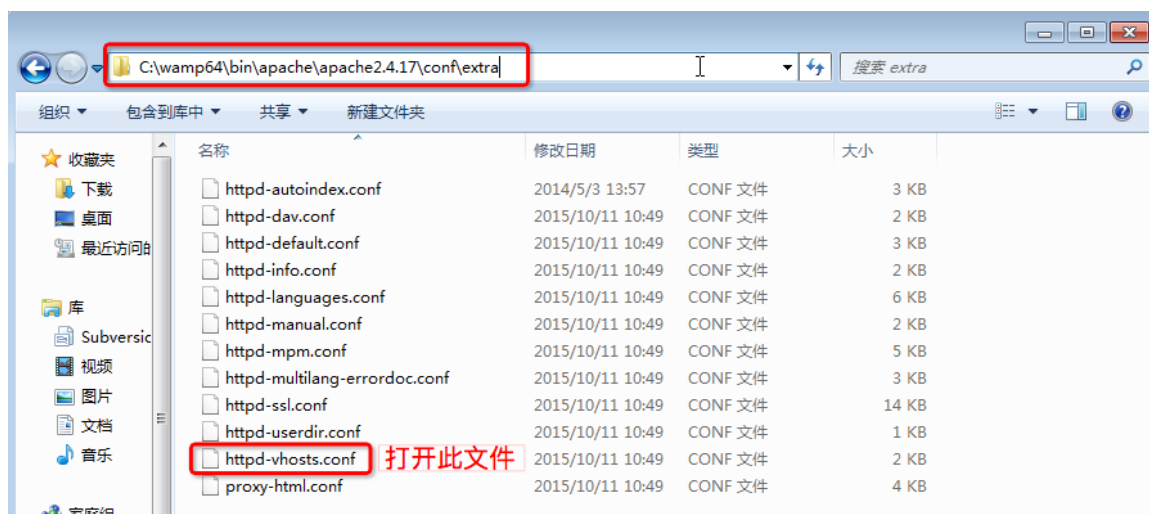 C:\wamp64\bin\apache\apache2.4.17\conf\extra
搜索 extra
组织 包含到库中 共享 新建文件夹
收藏夹
下载
桌面
最近访问的
库
Subversic
视频
图片
文档
音乐
家庭组
名称 修改日期 类型 大小
httpd-autoindex.conf 2014/5/3 13:57 CONF 文件 3 KB
httpd-dav.conf 2015/10/11 10:49 CONF 文件 2 KB
httpd-default.conf 2015/10/11 10:49 CONF 文件 3 KB
httpd-info.conf 2015/10/11 10:49 CONF 文件 2 KB
httpd-languages.conf 2015/10/11 10:49 CONF 文件 6 KB
httpd-manual.conf 2015/10/11 10:49 CONF 文件 2 KB
httpd-mpm.conf 2015/10/11 10:49 CONF 文件 5 KB
httpd-multilang-errordoc.conf 2015/10/11 10:49 CONF 文件 3 KB
httpd-ssl.conf 2015/10/11 10:49 CONF 文件 14 KB
httpd-userdir.conf 2015/10/11 10:49 CONF 文件 1 KB
httpd-vhosts.conf 打开此文件 2015/10/11 10:49 CONF 文件 2 KB
proxy-html.conf 2015/10/11 10:49 CONF 文件 4 KB